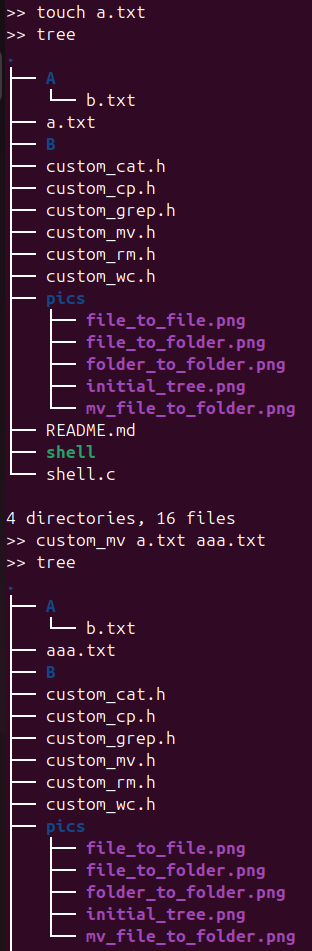 >> touch a.txt
>> tree
.
├── A
│   └── b.txt
├── a.txt
├── B
├── custom_cat.h
├── custom_cp.h
├── custom_grep.h
├── custom_mv.h
├── custom_rm.h
├── custom_wc.h
├── pics
│   ├── file_to_file.png
│   ├── file_to_folder.png
│   ├── folder_to_folder.png
│   ├── initial_tree.png
│   └── mv_file_to_folder.png
├── README.md
├── shell
└── shell.c

4 directories, 16 files
>> custom_mv a.txt aaa.txt
>> tree
.
├── A
│   └── b.txt
├── aaa.txt
├── B
├── custom_cat.h
├── custom_cp.h
├── custom_grep.h
├── custom_mv.h
├── custom_rm.h
├── custom_wc.h
├── pics
│   ├── file_to_file.png
│   ├── file_to_folder.png
│   ├── folder_to_folder.png
│   ├── initial_tree.png
│   └── mv_file_to_folder.png